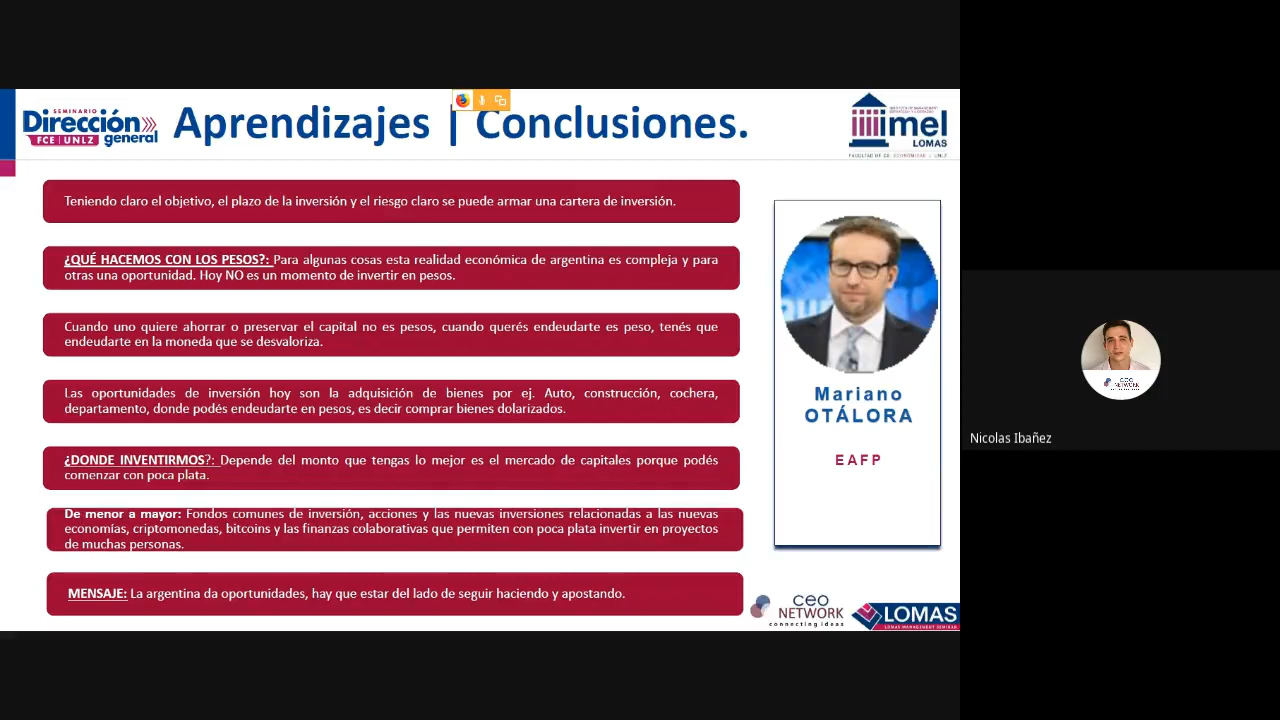 SEMINARIO
Dirección
general
FCE | UNLZ
Aprendizajes | Conclusiones.
imel
LOMAS
Teniendo claro el objetivo, el plazo de la inversión y el riesgo claro se puede armar una cartera de inversión.
¿QUÉ HACEMOS CON LOS PESOS?: Para algunas cosas esta realidad económica de argentina es compleja y para
otras una oportunidad. Hoy NO es un momento de invertir en pesos.
Cuando uno quiere ahorrar o preservar el capital no es pesos, cuando querés endeudarte es peso, tenés que
endeudarte en la moneda que se desvaloriza.
Las oportunidades de inversión hoy son la adquisición de bienes por ej. Auto, construcción, cochera,
departamento, donde podés endeudarte en pesos, es decir comprar bienes dolarizados.
¿DONDE INVENTIRMOS?: Depende del monto que tengas lo mejor es el mercado de capitales porque podés
comenzar con poca plata.
De menor a mayor: Fondos comunes de inversión, acciones y las nuevas inversiones relacionadas a las nuevas
economías, criptomonedas, bitcoins y las finanzas colaborativas que permiten con poca plata invertir en proyectos
de muchas personas.
MENSAJE: La argentina da oportunidades, hay que estar del lado de seguir haciendo y apostando.
Mariano
OTÁLORA
EAFP
ceo
NETWORK
connecting ideas
LOMAS
LOMAS MANAGEMENT SEMINAR
ceo
NETWORK
Nicolas Ibañez